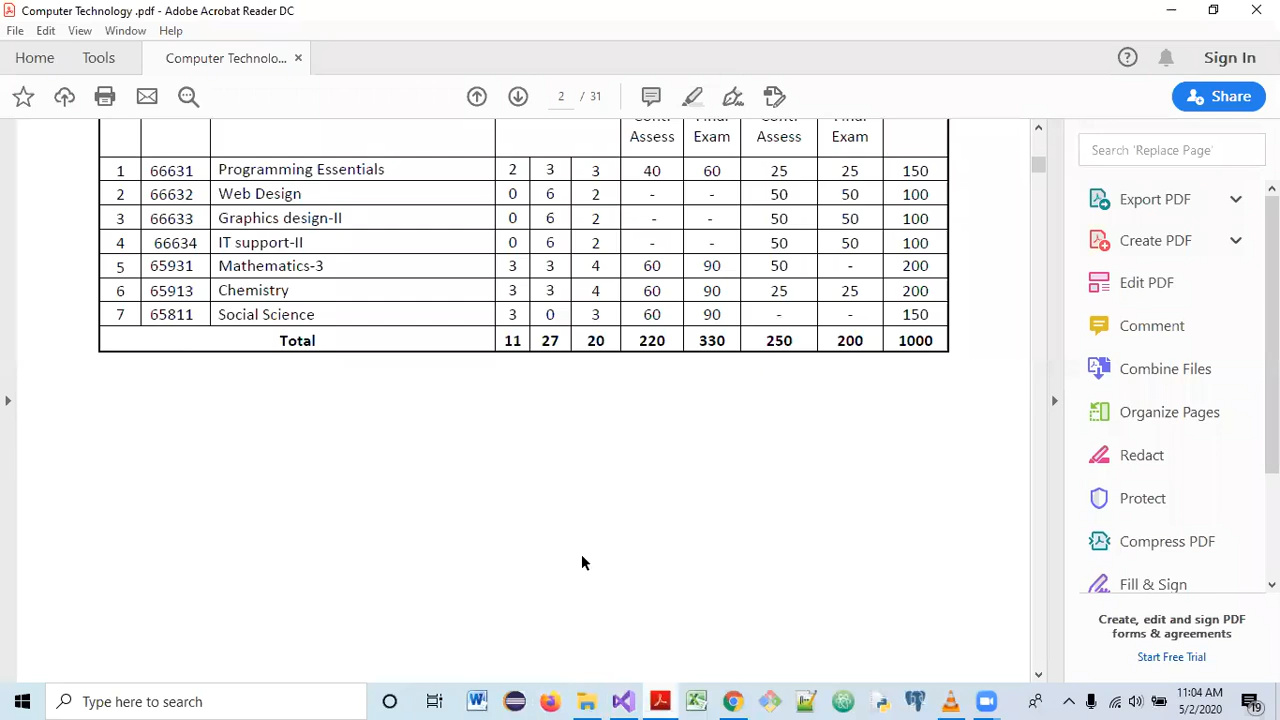 Computer Technology .pdf - Adobe Acrobat Reader DC
File Edit View Window Help
Home Tools Computer Technolo... × Sign In
2 / 31 Share
Assess Exam Assess Exam
1 66631 Programming Essentials 2 3 3 40 60 25 25 150
2 66632 Web Design 0 6 2 - - 50 50 100
3 66633 Graphics design-II 0 6 2 - - 50 50 100
4 66634 IT support-II 0 6 2 - - 50 50 100
5 65931 Mathematics-3 3 3 4 60 90 50 - 200
6 65913 Chemistry 3 3 4 60 90 25 25 200
7 65811 Social Science 3 0 3 60 90 - - 150
Total 11 27 20 220 330 250 200 1000
Search 'Replace Page'
Export PDF
Create PDF
Edit PDF
Comment
Combine Files
Organize Pages
Redact
Protect
Compress PDF
Fill & Sign
Create, edit and sign PDF
forms & agreements
Start Free Trial
Type here to search
11:04 AM
5/2/2020
19